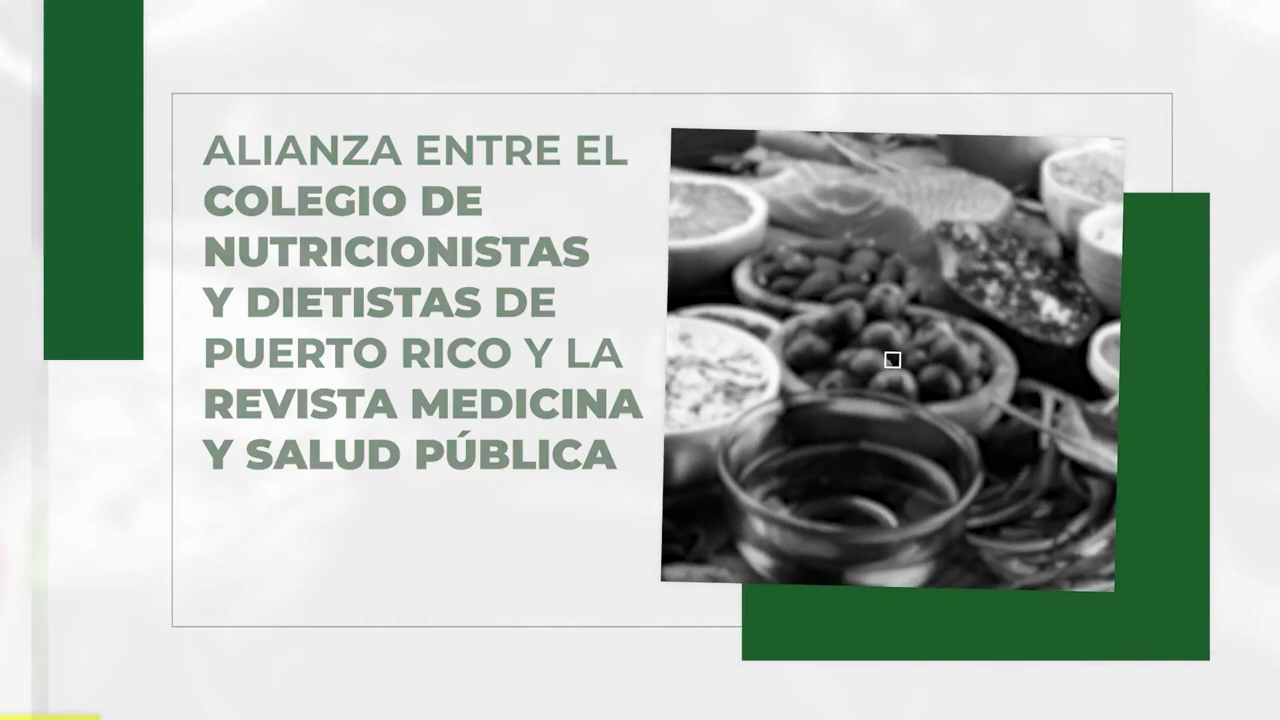 ALIANZA ENTRE EL
COLEGIO DE
NUTRICIONISTAS
Y DIETISTAS DE
PUERTO RICO Y LA
REVISTA MEDICINA
Y SALUD PÚBLICA